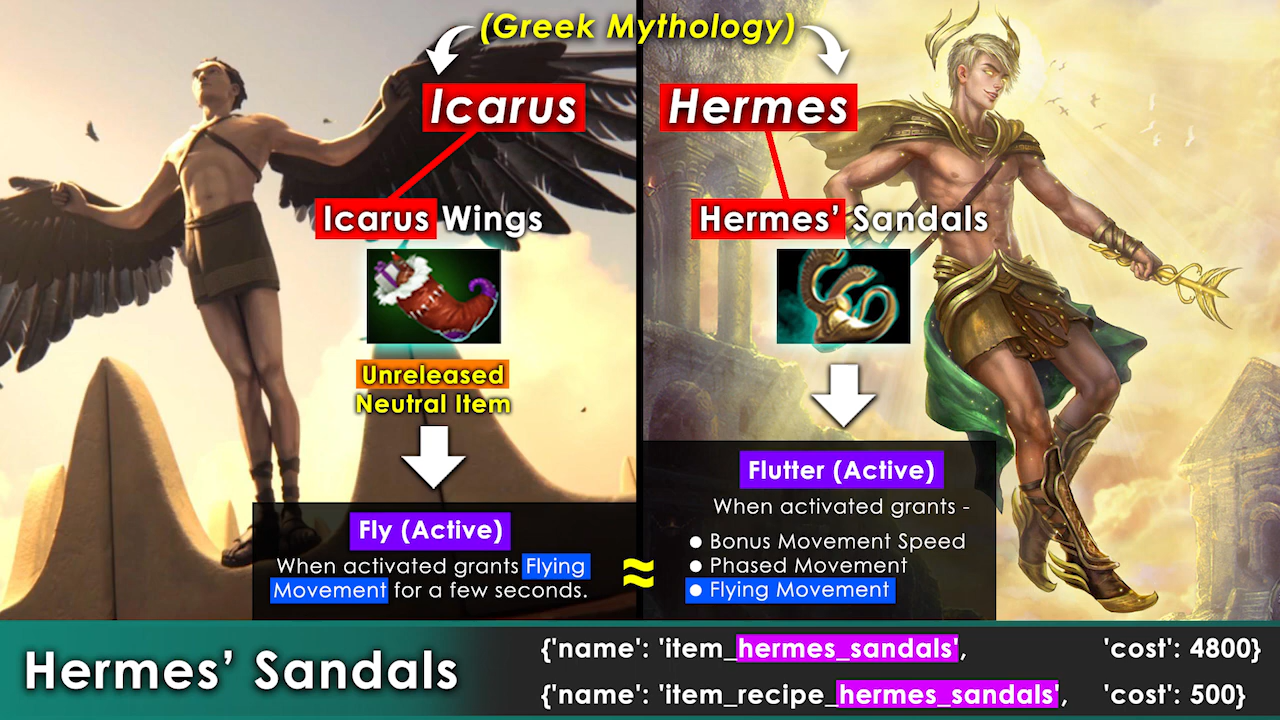 (Greek Mythology)
Icarus
Icarus Wings
Unreleased
Neutral Item
Fly (Active)
When activated grants Flying
Movement for a few seconds.
≈
Hermes
Hermes’ Sandals
Flutter (Active)
When activated grants -
● Bonus Movement Speed
● Phased Movement
● Flying Movement
Hermes’ Sandals
{'name': 'item_hermes_sandals', 'cost': 4800}
{'name': 'item_recipe_hermes_sandals', 'cost': 500}